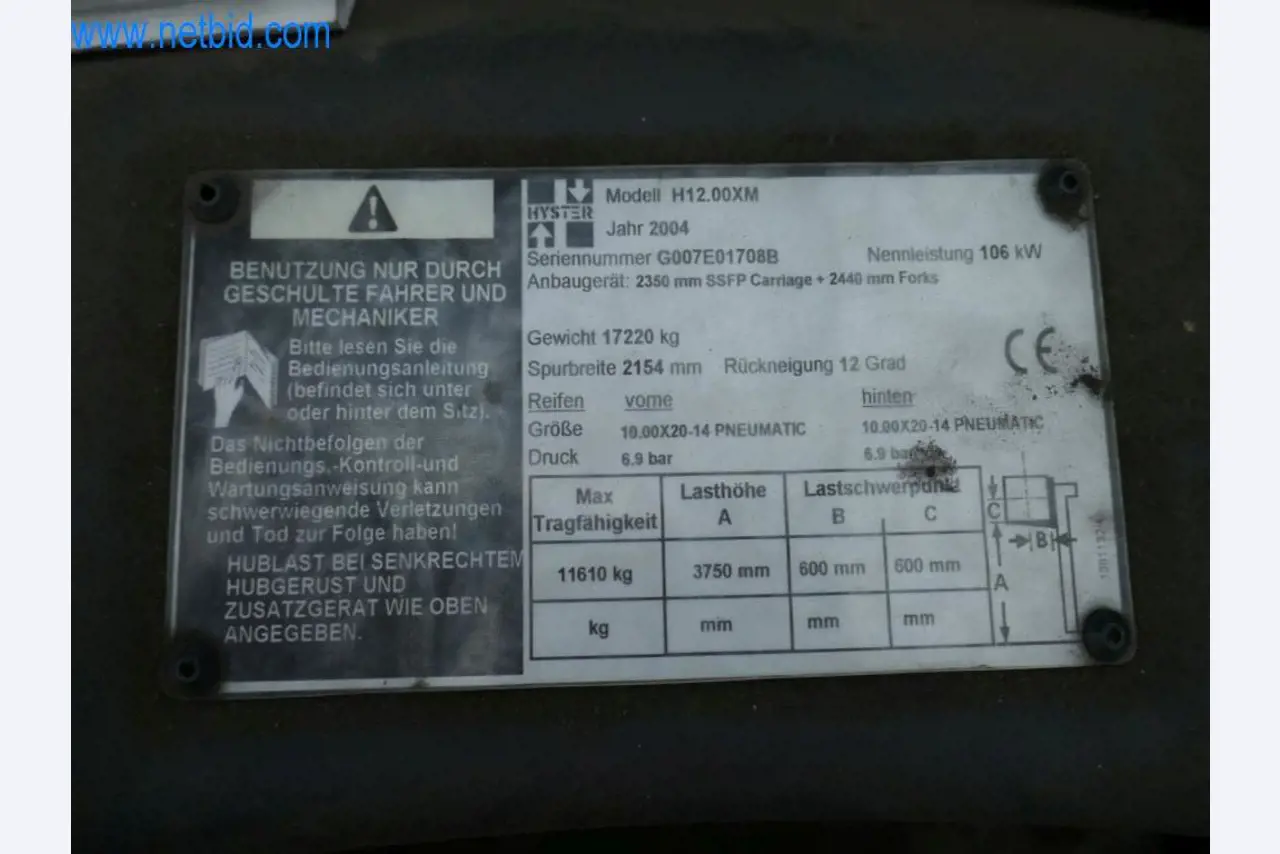 www.netbid.com
BENUTZUNG NUR DURCH
GESCHULTE FAHRER UND
MECHANIKER
Bitte lesen Sie die
Bedienungsanleitung
(befindet sich unter
oder hinter dem Sitz).
Das Nichtbefolgen der
Bedienungs,-Kontroll-und
Wartungsanweisung kann
schwerwiegende Verletzungen
und Tod zur Folge haben!
HUBLAST BEI SENKRECHTEM
HUBGERUST UND
ZUSATZGERAT WIE OBEN
ANGEGEBEN.
HYSTER
Modell H12.00XM
Jahr 2004
Seriennummer G007E01708B Nennleistung 106 kW
Anbaugerät: 2350 mm SSFP Carriage + 2440 mm Forks
Gewicht 17220 kg
CE
Spurbreite 2154 mm Rückneigung 12 Grad
Reifen vorne hinten
Größe 10.00X20-14 PNEUMATIC 10.00X20-14 PNEUMATIC
Druck 6.9 bar 6.9 bar
Max Tragfähigkeit
Lasthöhe A
Lastschwerpunkt
B C
11610 kg 3750 mm 600 mm 600 mm
kg mm mm mm
C
B
A